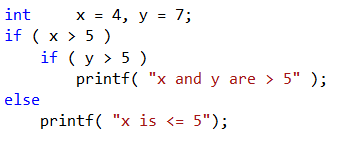 int     x = 4, y = 7;
if ( x > 5 )
    if ( y > 5 )
        printf( "x and y are > 5" );
else
    printf( "x is <= 5");